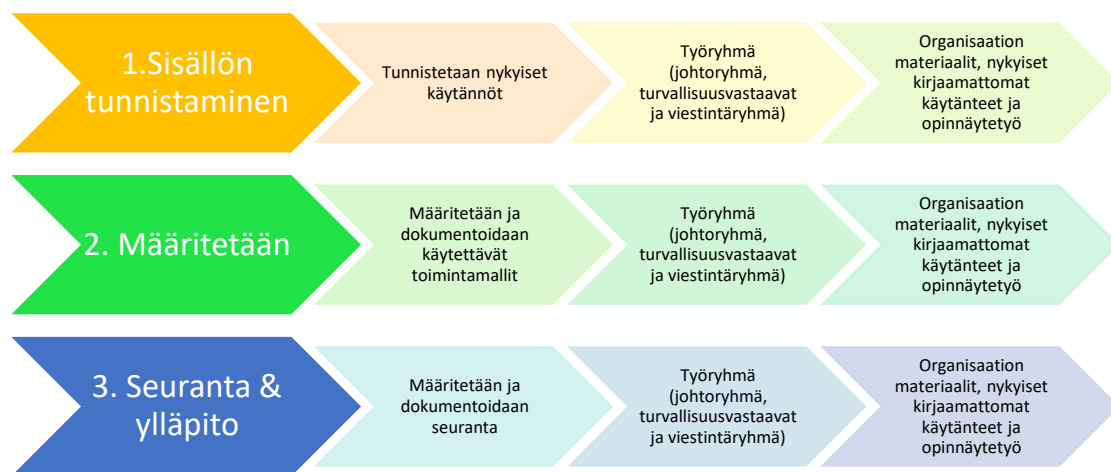 1.Sisällön
tunnistaminen
Tunnistetaan nykyiset
käytännöt
Työryhmä
(johtoryhmä,
turvallisuusvastaavat
ja viestintäryhmä)
Organisaation
materiaalit, nykyiset
kirjaamattomat
käytänteet ja
opinnäytetyö
2. Määritetään
Määritetään ja
dokumentoidaan
käytettävät
toimintamallit
Työryhmä
(johtoryhmä,
turvallisuusvastaavat
ja viestintäryhmä)
Organisaation
materiaalit, nykyiset
kirjaamattomat
käytänteet ja
opinnäytetyö
3. Seuranta &
ylläpito
Määritetään ja
dokumentoidaan
seuranta
Työryhmä
(johtoryhmä,
turvallisuusvastaavat
ja viestintäryhmä)
Organisaation
materiaalit, nykyiset
kirjaamattomat
käytänteet ja
opinnäytetyö